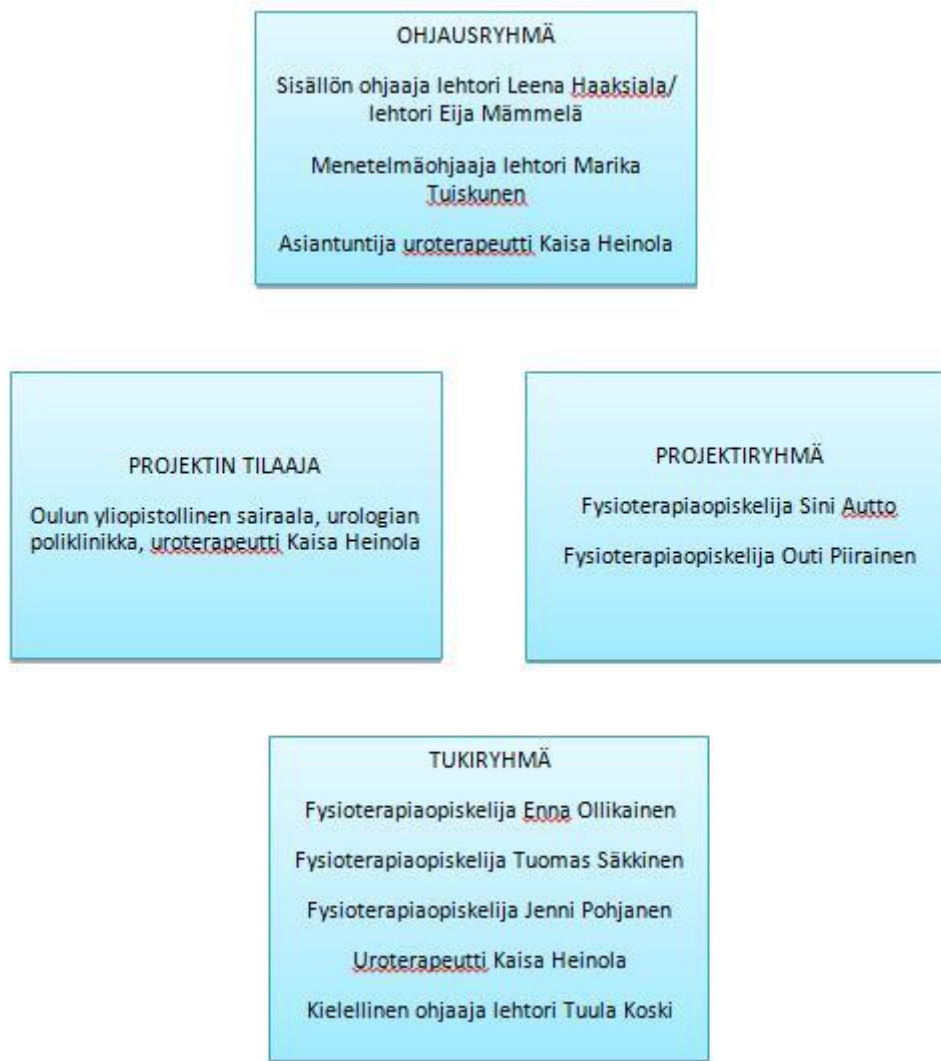 OHJAUSRYHMÄ
Sisällön ohjaaja lehtori Leena Haaksiala/
lehtori Eija Mämmelä
Menetelmäohjaaja lehtori Marika
Tuiskunen
Asiantuntija uroterapeutti Kaisa Heinola
PROJEKTIN TILAAJA
Oulun yliopistollinen sairaala, urologian
poliklinikka, uroterapeutti Kaisa Heinola
PROJEKTIRYHMÄ
Fysioterapiaopiskelija Sini Autto
Fysioterapiaopiskelija Outi Piirainen
TUKIRYHMÄ
Fysioterapiaopiskelija Enna Ollikainen
Fysioterapiaopiskelija Tuomas Säkkinen
Fysioterapiaopiskelija Jenni Pohjanen
Uroterapeutti Kaisa Heinola
Kielellinen ohjaaja lehtori Tuula Koski